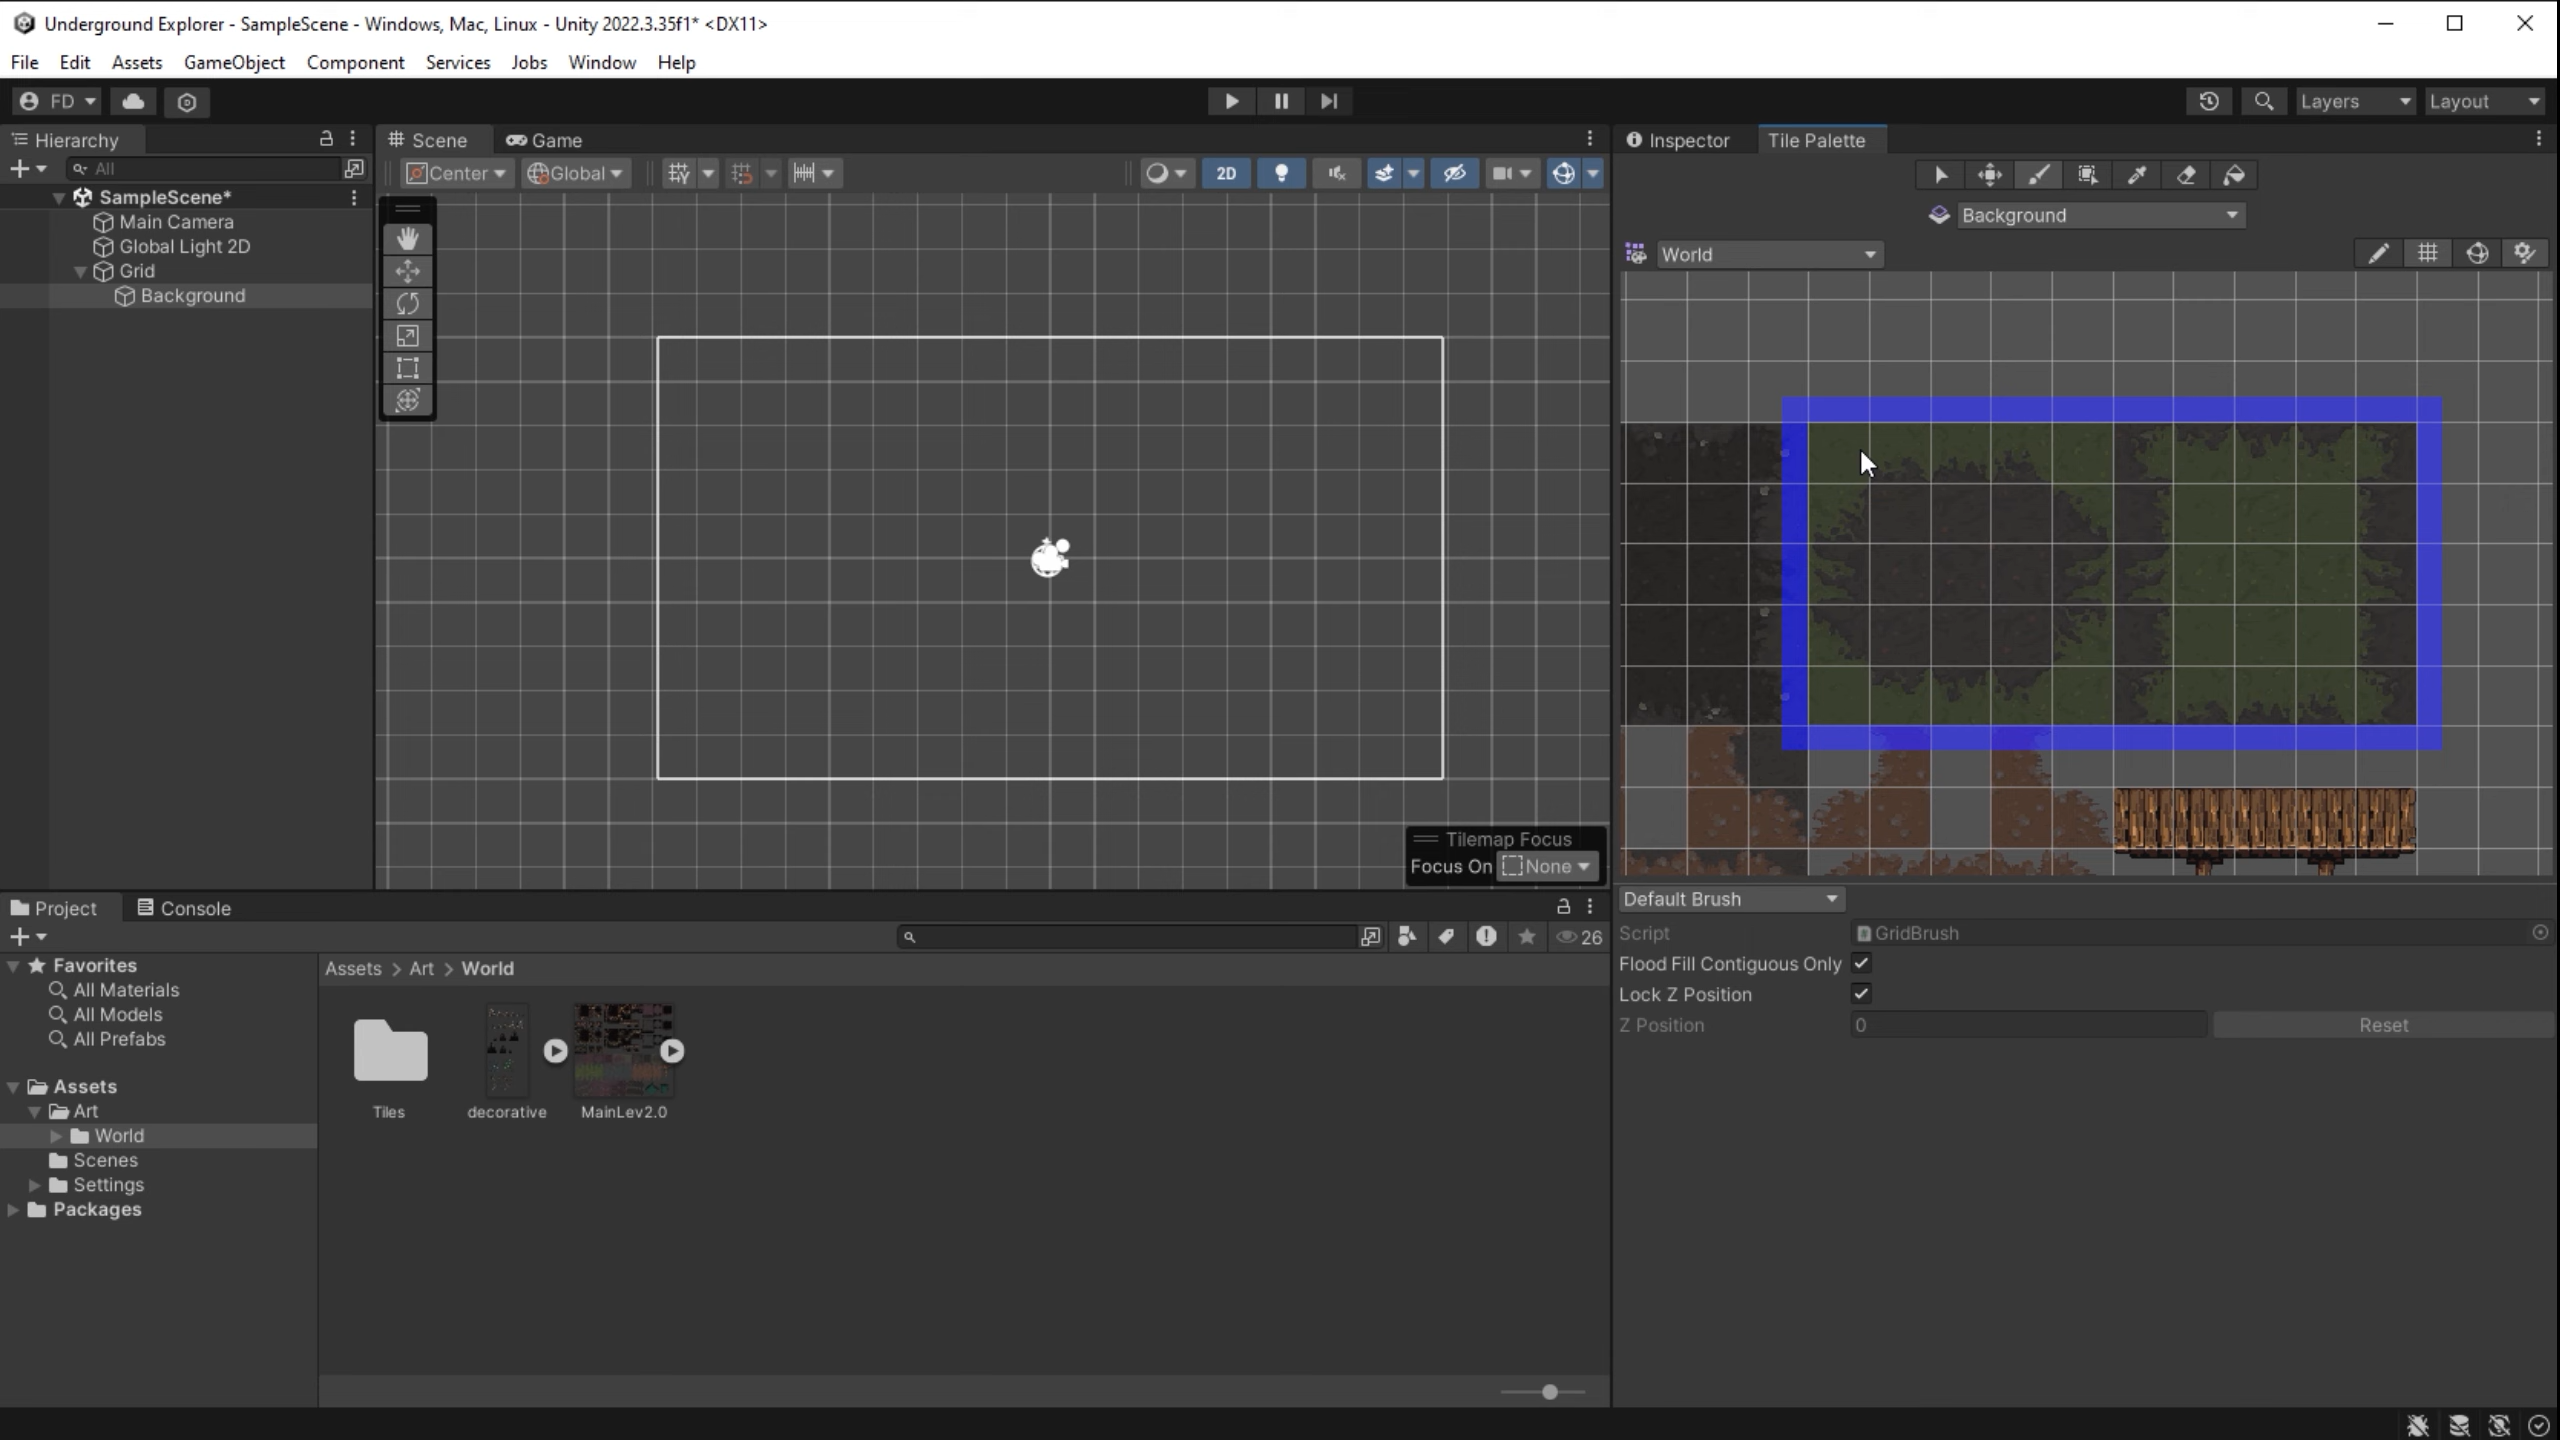 Underground Explorer - SampleScene - Windows, Mac, Linux - Unity 2022.3.35f1* <DX11>
File Edit Assets GameObject Component Services Jobs Window Help
FD
Layers
Layout
Hierarchy
All
SampleScene*
Main Camera
Global Light 2D
Grid
Background
Scene
Game
Center
Global
2D
Tilemap Focus
Focus On None
Inspector
Tile Palette
Background
World
Default Brush
Script GridBrush
Flood Fill Contiguous Only
Lock Z Position
Z Position 0 Reset
Project
Console
26
Favorites
All Materials
All Models
All Prefabs
Assets
Art
World
Scenes
Settings
Packages
Assets > Art > World
Tiles
decorative
MainLev2.0